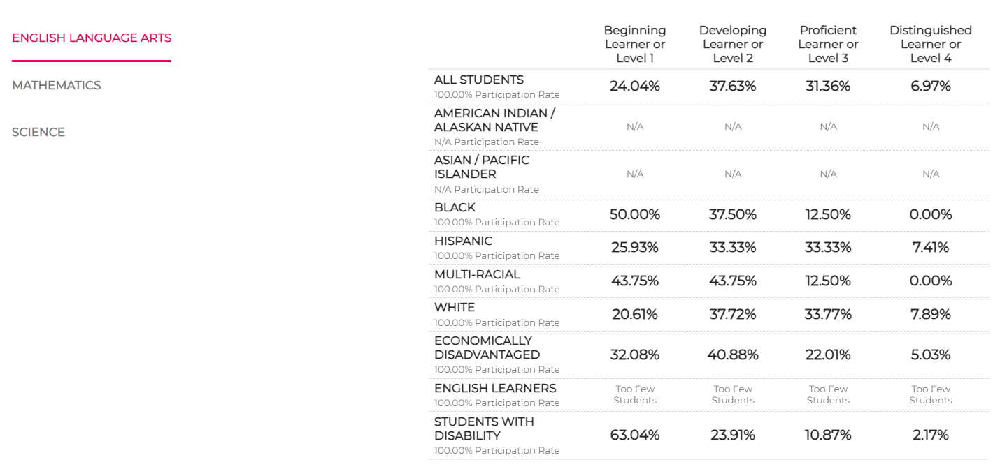 ENGLISH LANGUAGE ARTS
MATHEMATICS
SCIENCE
Beginning Learner or Level 1 Developing Learner or Level 2 Proficient Learner or Level 3 Distinguished Learner or Level 4
ALL STUDENTS
100.00% Participation Rate
24.04% 37.63% 31.36% 6.97%
AMERICAN INDIAN /
ALASKAN NATIVE
N/A Participation Rate
N/A N/A N/A N/A
ASIAN / PACIFIC
ISLANDER
N/A Participation Rate
N/A N/A N/A N/A
BLACK
100.00% Participation Rate
50.00% 37.50% 12.50% 0.00%
HISPANIC
100.00% Participation Rate
25.93% 33.33% 33.33% 7.41%
MULTI-RACIAL
100.00% Participation Rate
43.75% 43.75% 12.50% 0.00%
WHITE
100.00% Participation Rate
20.61% 37.72% 33.77% 7.89%
ECONOMICALLY
DISADVANTAGED
100.00% Participation Rate
32.08% 40.88% 22.01% 5.03%
ENGLISH LEARNERS
100.00% Participation Rate
Too Few Students Too Few Students Too Few Students Too Few Students
STUDENTS WITH
DISABILITY
100.00% Participation Rate
63.04% 23.91% 10.87% 2.17%